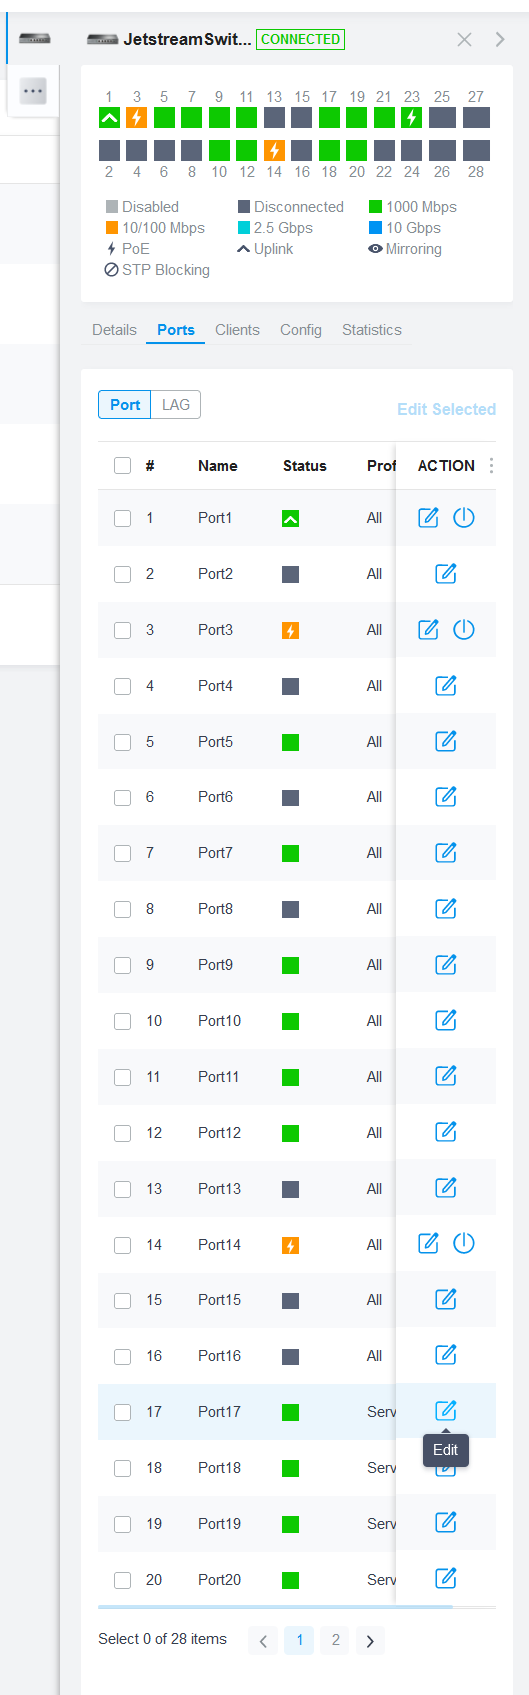 JetstreamSwit... CONNECTED
1 3 5 7 9 11 13 15 17 19 21 23 25 27
2 4 6 8 10 12 14 16 18 20 22 24 26 28
Disabled Disconnected 1000 Mbps
10/100 Mbps 2.5 Gbps 10 Gbps
PoE Uplink Mirroring
STP Blocking
Details Ports Clients Config Statistics
Port LAG
Edit Selected
# Name Status Prof ACTION
1 Port1 All
2 Port2 All
3 Port3 All
4 Port4 All
5 Port5 All
6 Port6 All
7 Port7 All
8 Port8 All
9 Port9 All
10 Port10 All
11 Port11 All
12 Port12 All
13 Port13 All
14 Port14 All
15 Port15 All
16 Port16 All
17 Port17 Serv
Edit
18 Port18 Serv
19 Port19 Serv
20 Port20 Serv
Select 0 of 28 items < 1 2 >